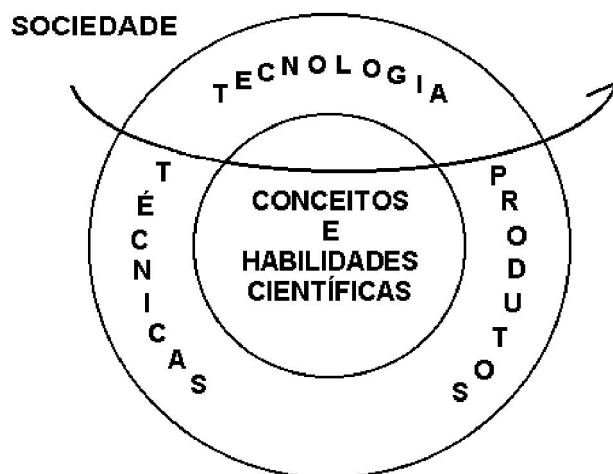 SOCIEDADE
TECNOLOGIA
TÉCNICAS
CONCEITOS
E
HABILIDADES
CIENTÍFICAS
PRODUTOS